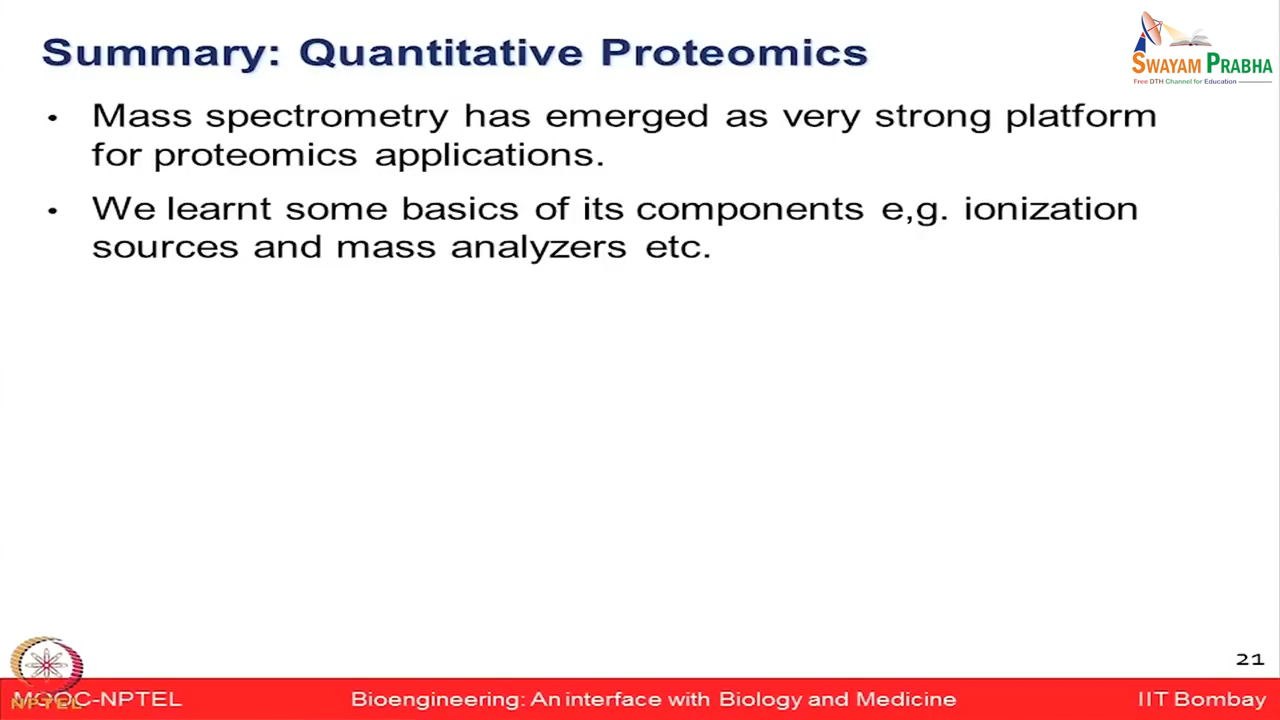 Summary: Quantitative Proteomics
SWAYAM PRABHA
Free DTH Channel for Education
• Mass spectrometry has emerged as very strong platform
for proteomics applications.
• We learnt some basics of its components e,g. ionization
sources and mass analyzers etc.
21
MOOC-NPTEL
NPTEL
Bioengineering: An interface with Biology and Medicine
IIT Bombay